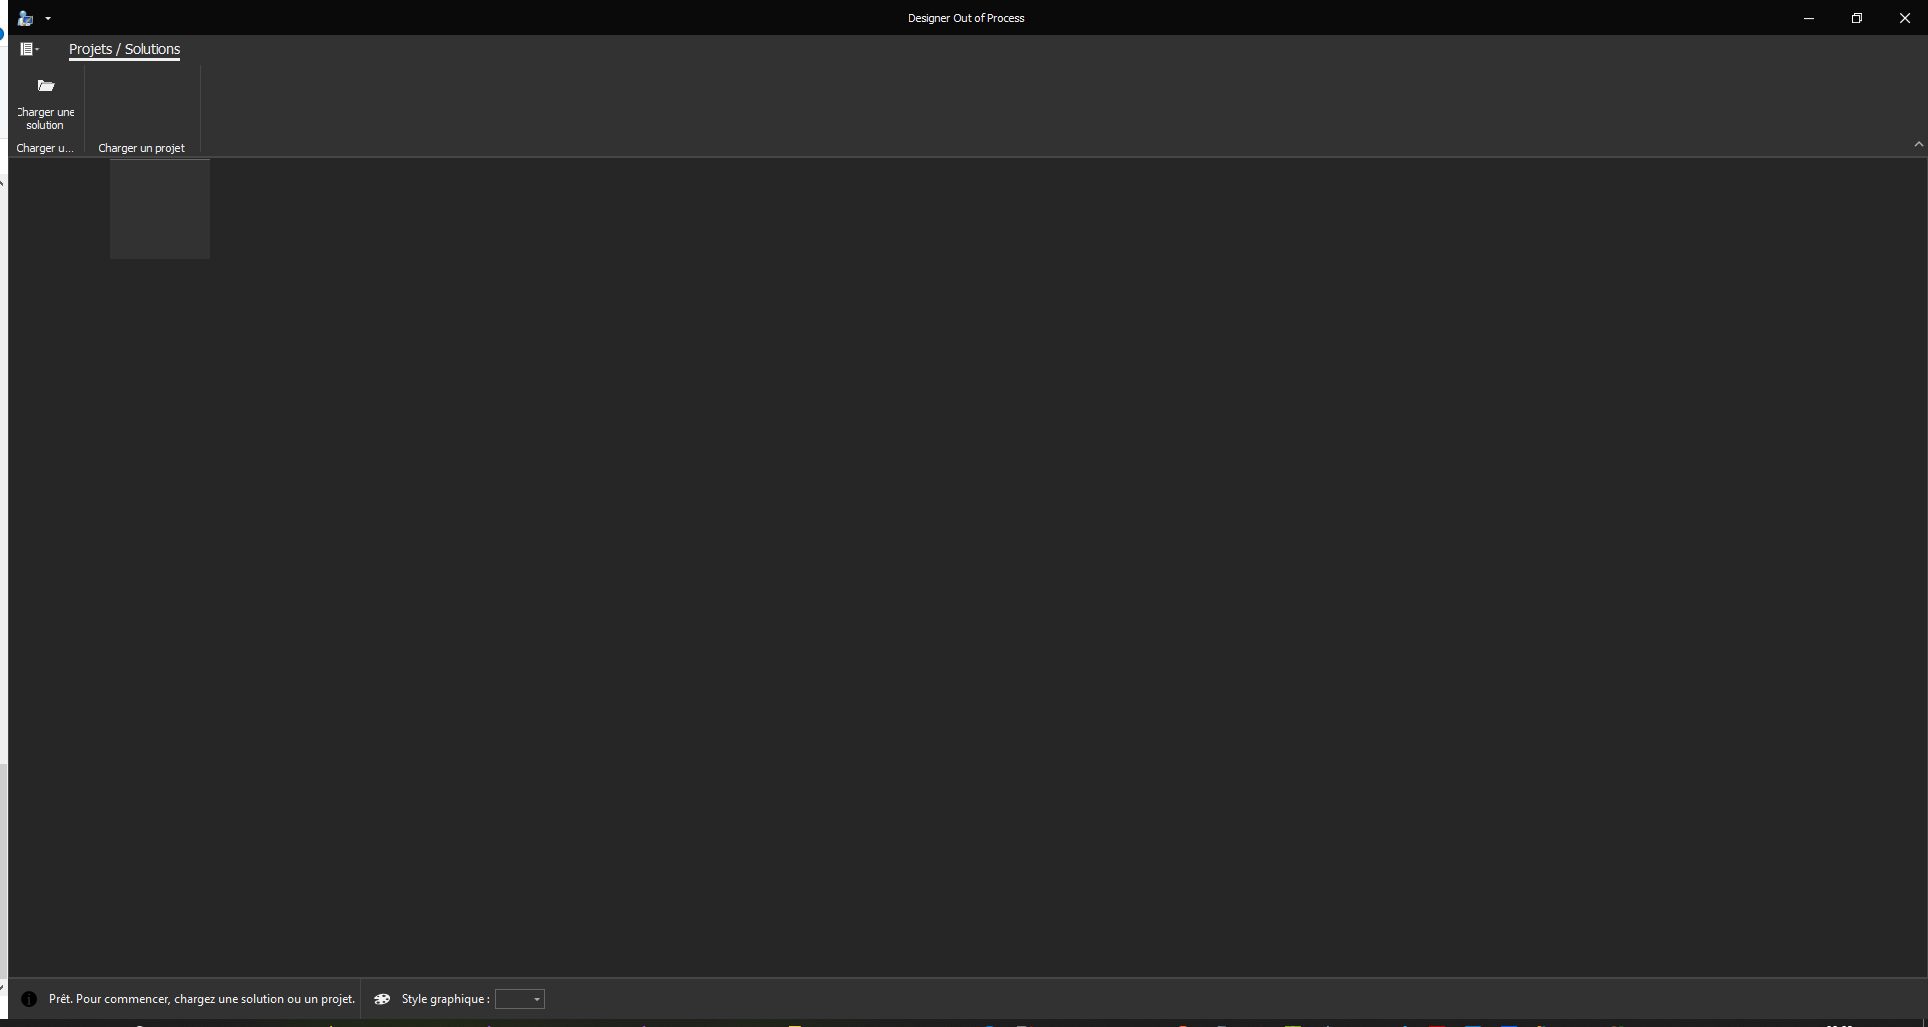 Designer Out of Process
Projets / Solutions
Charger une
solution
Charger u...
Charger un projet
Prêt. Pour commencer, chargez une solution ou un projet.
Style graphique :